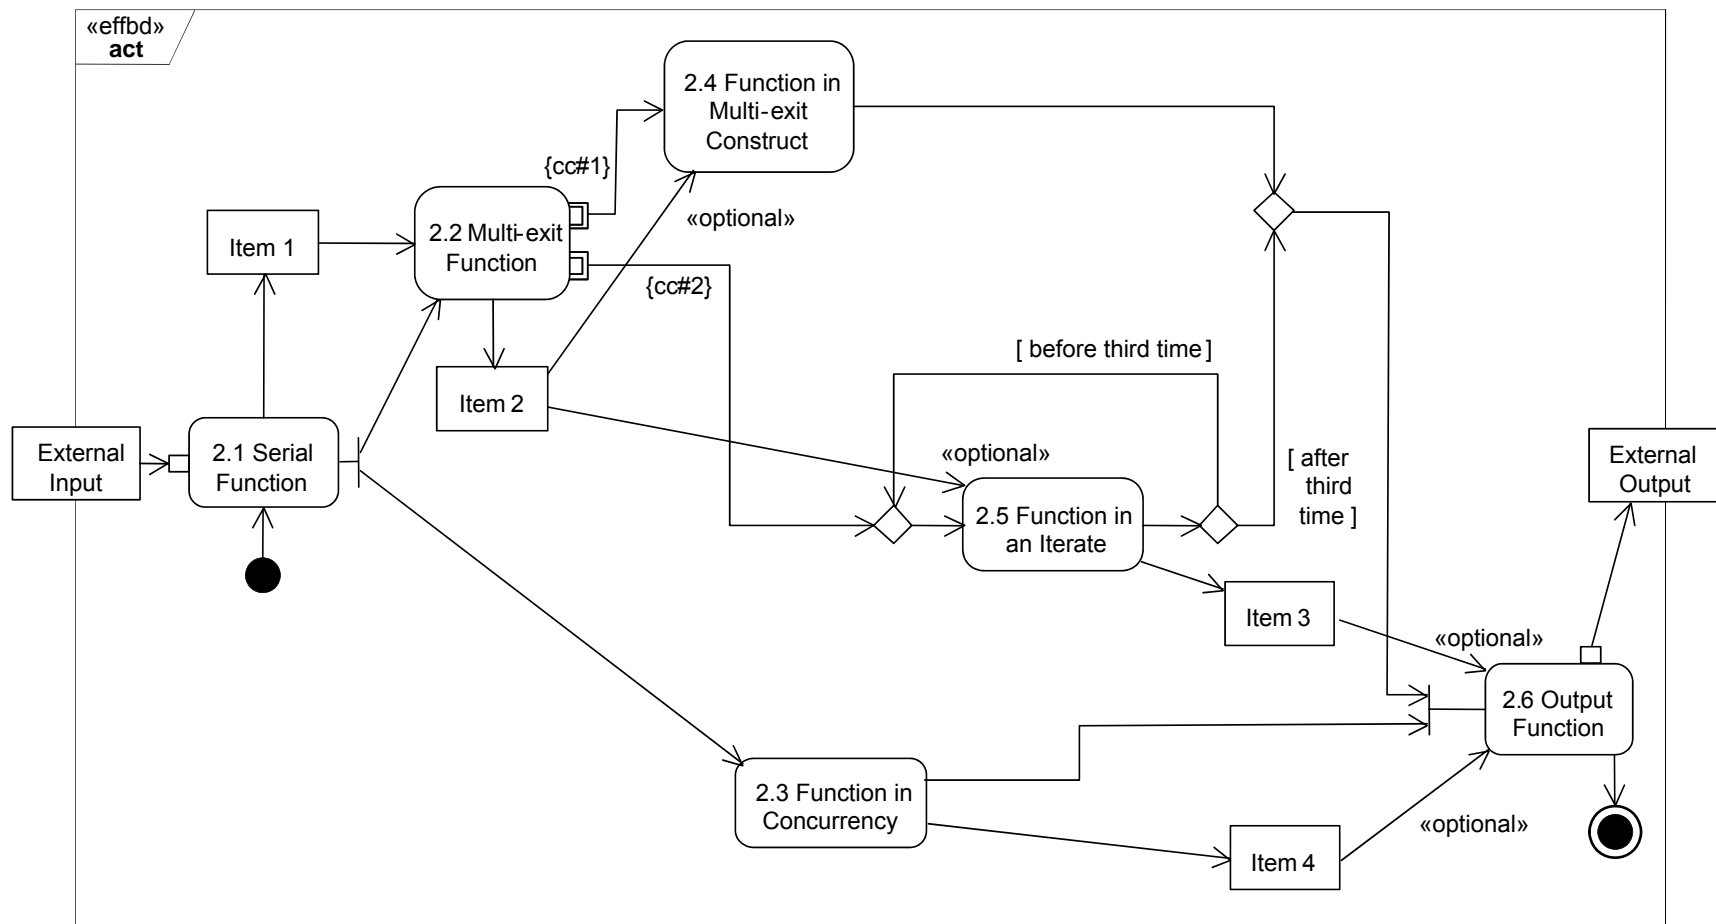 «effbd»
act
2.4 Function in
Multi-exit
Construct
{cc#1}
«optional»
2.2 Multi-exit
Function
Item 1
{cc#2}
[ before third time ]
Item 2
«optional»
[ after
third
time ]
External
Input
2.1 Serial
Function
External
Output
2.5 Function in
an Iterate
Item 3
«optional»
2.6 Output
Function
2.3 Function in
Concurrency
«optional»
Item 4